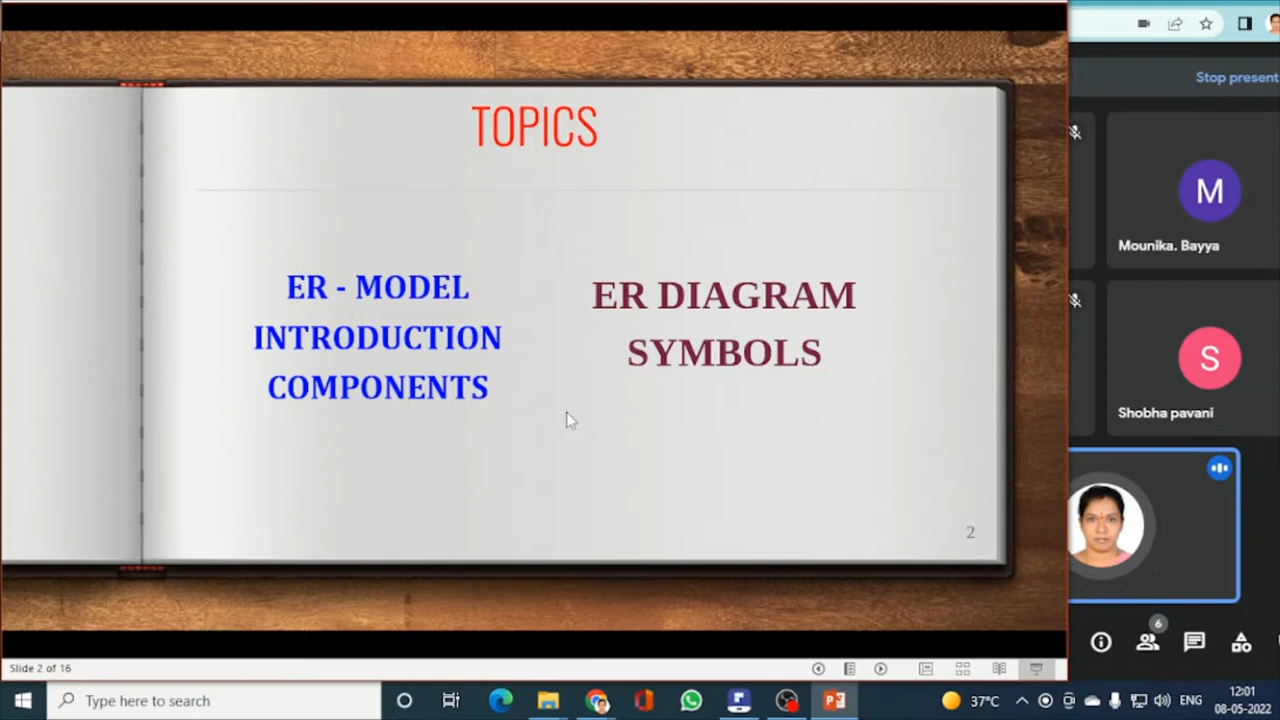 TOPICS
ER - MODEL
INTRODUCTION
COMPONENTS
ER DIAGRAM
SYMBOLS
2
Stop present
M
Mounika. Bayya
S
Shobha pavani
6
Slide 2 of 16
Type here to search
37°C
ENG
12:01
08-05-2022